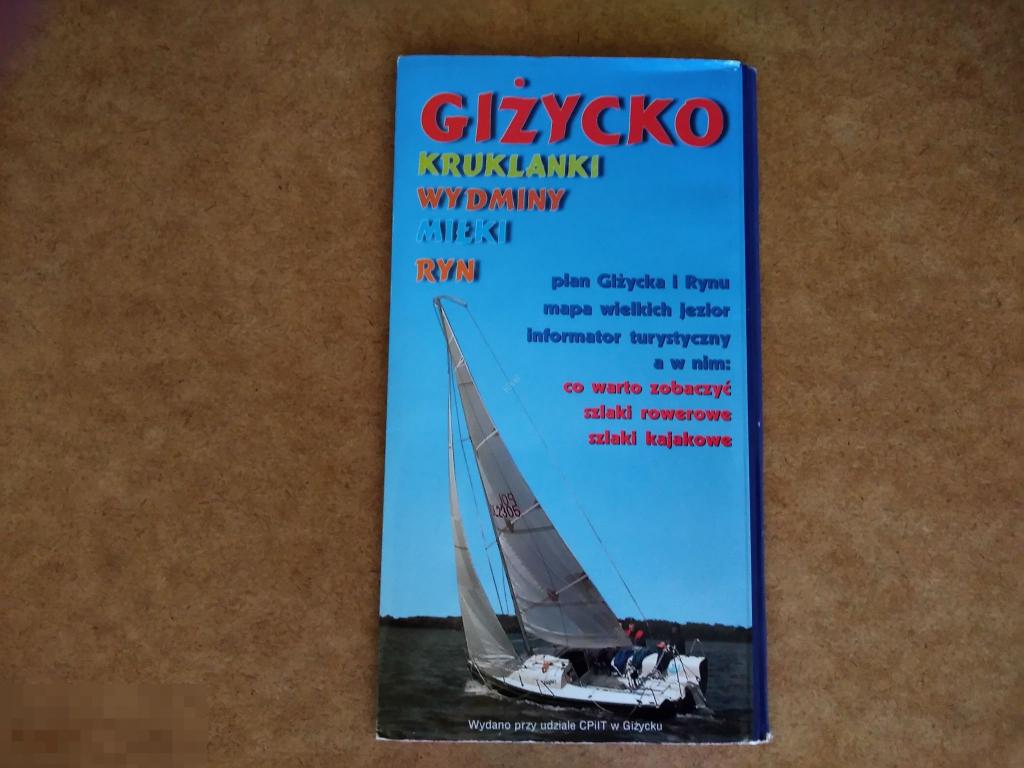 GIŻYCKO
KRUKLANKI
WYDMINY
MIŁKI
RYN
plan Giżycka i Rynu
mapa wielkich jezior
informator turystyczny
a w nim:
co warto zobaczyć
szlaki rowerowe
szlaki kajakowe
Wydano przy udziale CPiIT w Giżycku